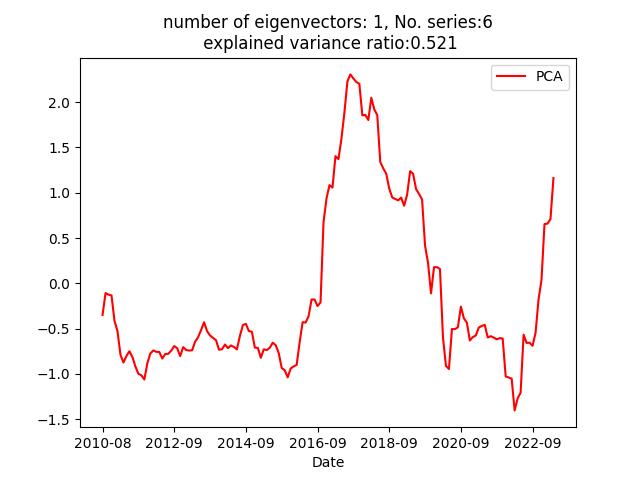 number of eigenvectors: 1, No. series:6
explained variance ratio:0.521
PCA
2.0
1.5
1.0
0.5
0.0
−0.5
−1.0
−1.5
2010-08 2012-09 2014-09 2016-09 2018-09 2020-09 2022-09
Date